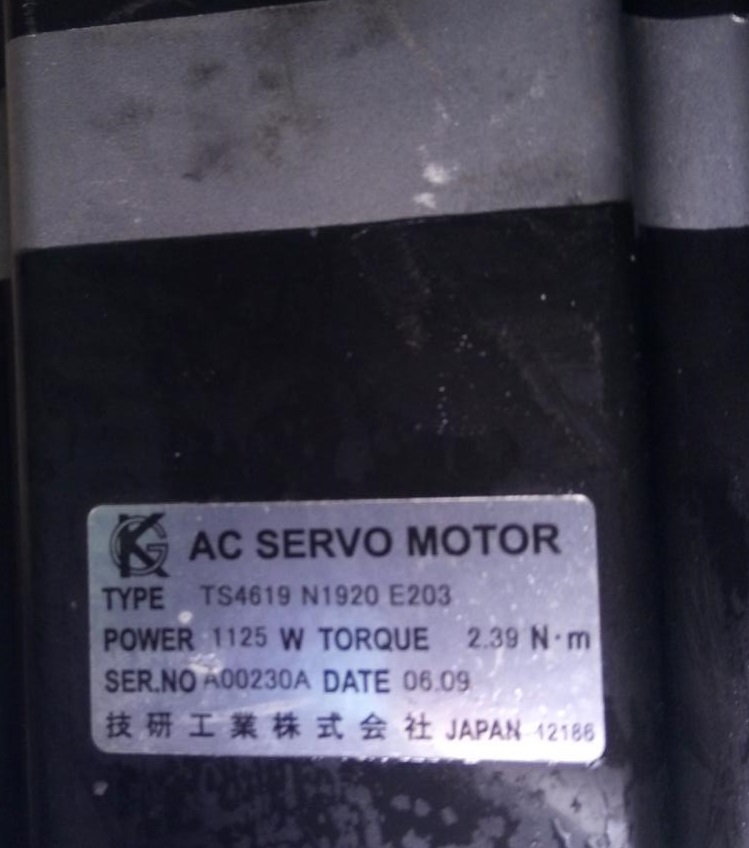 KG AC SERVO MOTOR
TYPE TS4619 N1920 E203
POWER 1125 W TORQUE 2.39 N·m
SER.NO A00230A DATE 06.09
技研工業株式会社 JAPAN 12186